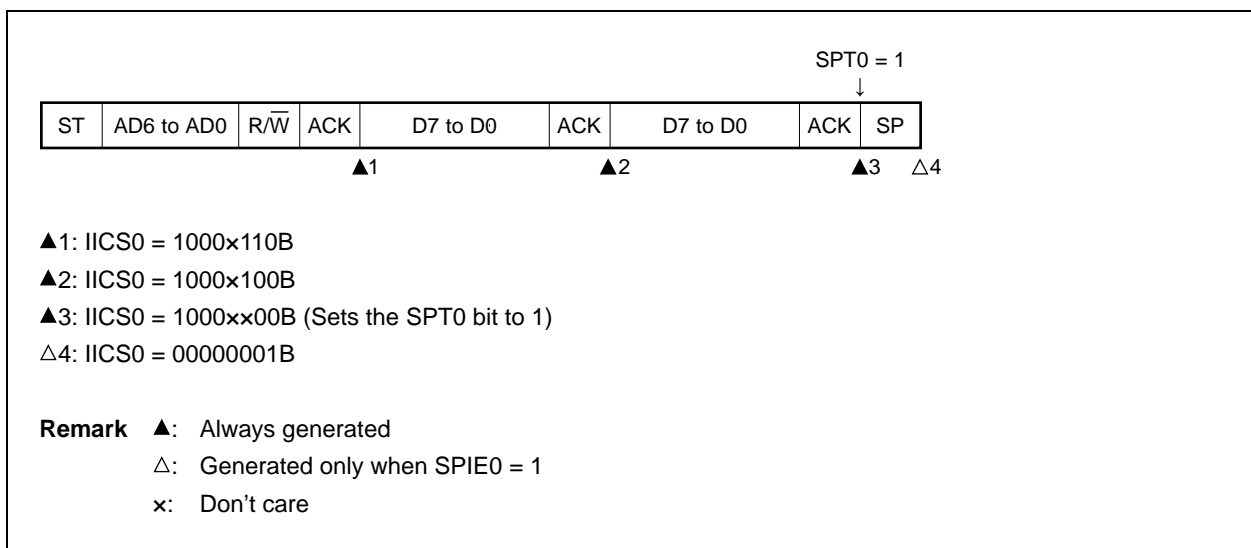 SPT0 = 1
↓
ST AD6 to AD0 R/W̅ ACK D7 to D0 ACK D7 to D0 ACK SP
▲1 ▲2 ▲3 △4
▲1: IICS0 = 1000×110B
▲2: IICS0 = 1000×100B
▲3: IICS0 = 1000××00B (Sets the SPT0 bit to 1)
△4: IICS0 = 00000001B
Remark ▲: Always generated
△: Generated only when SPIE0 = 1
×: Don't care